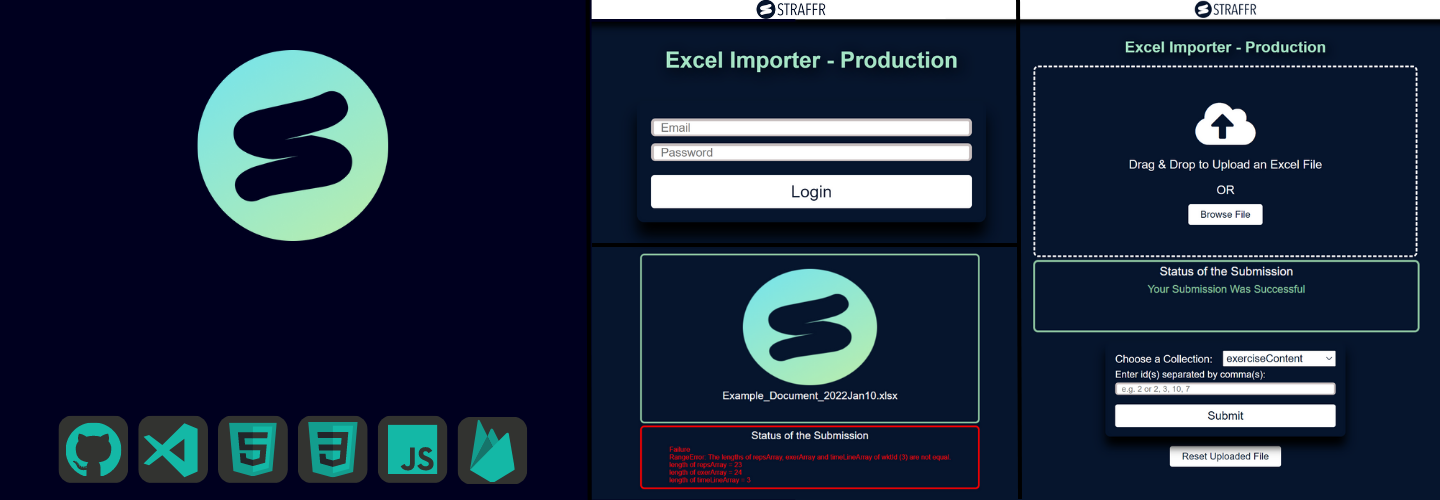 JS
STRAFFR
Excel Importer - Production
Email
Password
Login
Example_Document_2022Jan10.xlsx
Status of the Submission
Failure
RangeError: The lengths of repsArray, exerArray and timeLineArray of wktId (3) are not equal
length of repsArray = 23
length of exerArray = 24
length of timeLineArray = 3
STRAFFR
Excel Importer - Production
Drag & Drop to Upload an Excel File
OR
Browse File
Status of the Submission
Your Submission Was Successful
Choose a Collection: exerciseContent
Enter id(s) separated by comma(s):
e.g. 2 or 2, 3, 10, 7
Submit
Reset Uploaded File